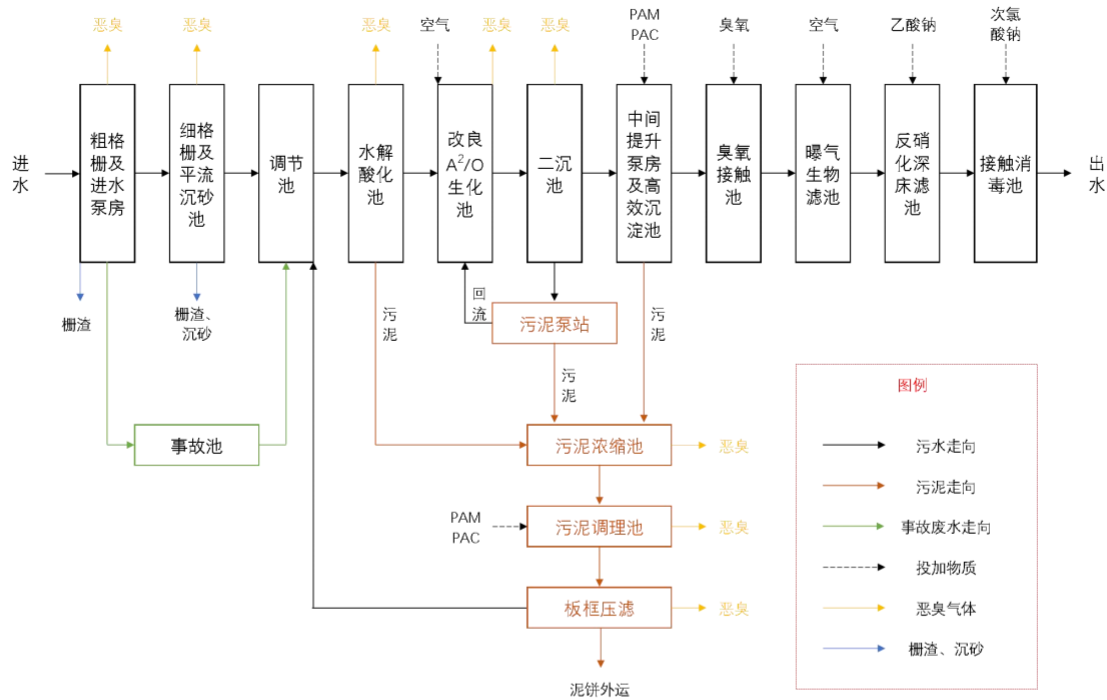 恶臭
恶臭
恶臭
空气
恶臭
恶臭
PAM
PAC
臭氧
空气
乙酸钠
次氯
酸钠
进
水
粗格
栅及
进水
泵房
细格
栅及
平流
沉砂
池
调节
池
水解
酸化池
改良
A²/O
生化
池
二沉
池
中间
提升
泵房
及高
效沉
淀池
臭氧
接触
池
曝气
生物
滤池
反硝
化深
床滤
池
接触消
毒池
出
水
栅渣
栅渣、
沉砂
污
泥
回
流
污泥泵站
污
泥
污
泥
事故池
污泥浓缩池
恶臭
PAM
PAC
污泥调理池
恶臭
板框压滤
恶臭
泥饼外运
图例
污水走向
污泥走向
事故废水走向
投加物质
恶臭气体
栅渣、沉砂